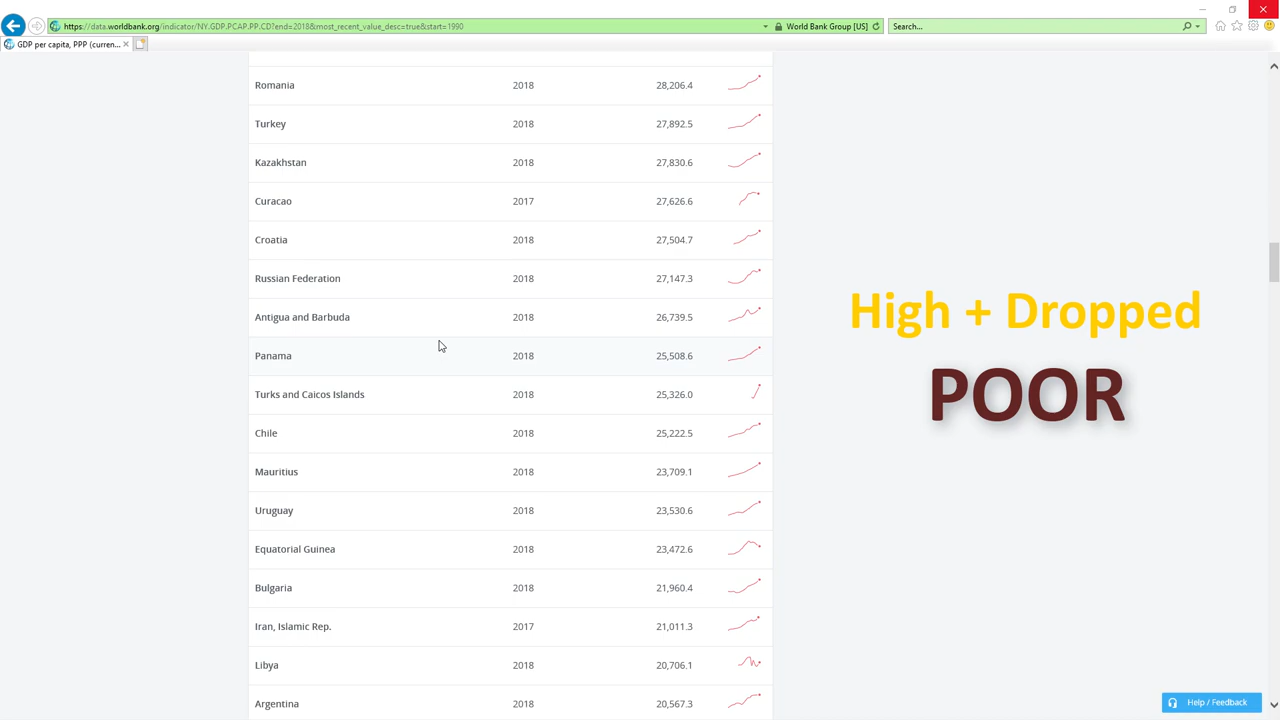 https://data.worldbank.org/indicator/NY.GDP.PCAP.PP.CD?end=2018&most_recent_value_desc=true&start=1990
World Bank Group [US]
Search...
GDP per capita, PPP (curren...
Romania 2018 28,206.4
Turkey 2018 27,892.5
Kazakhstan 2018 27,830.6
Curacao 2017 27,626.6
Croatia 2018 27,504.7
Russian Federation 2018 27,147.3
Antigua and Barbuda 2018 26,739.5
Panama 2018 25,508.6
Turks and Caicos Islands 2018 25,326.0
Chile 2018 25,222.5
Mauritius 2018 23,709.1
Uruguay 2018 23,530.6
Equatorial Guinea 2018 23,472.6
Bulgaria 2018 21,960.4
Iran, Islamic Rep. 2017 21,011.3
Libya 2018 20,706.1
Argentina 2018 20,567.3
High + Dropped
POOR
Help / Feedback